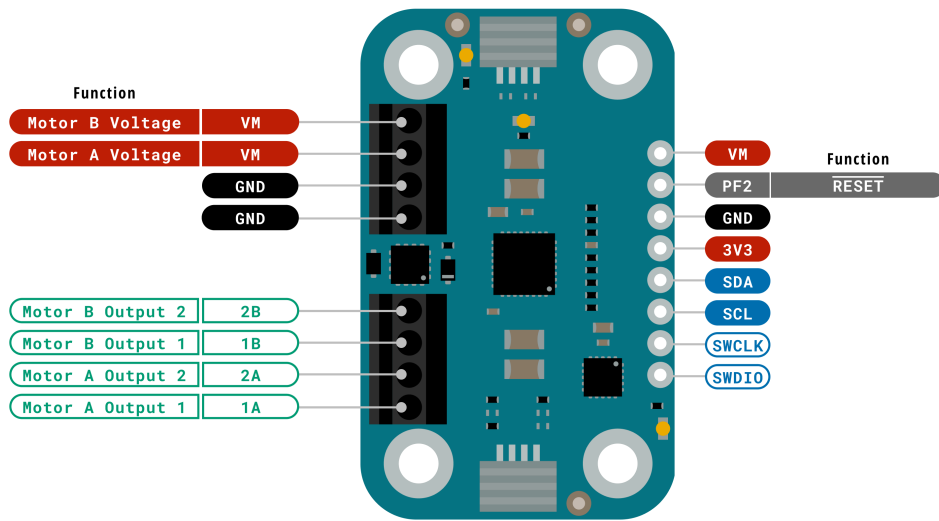 Function
Motor B Voltage VM
Motor A Voltage VM
GND
GND
Motor B Output 2 2B
Motor B Output 1 1B
Motor A Output 2 2A
Motor A Output 1 1A
Function
VM
PF2 RESET
GND
3V3
SDA
SCL
SWCLK
SWDIO